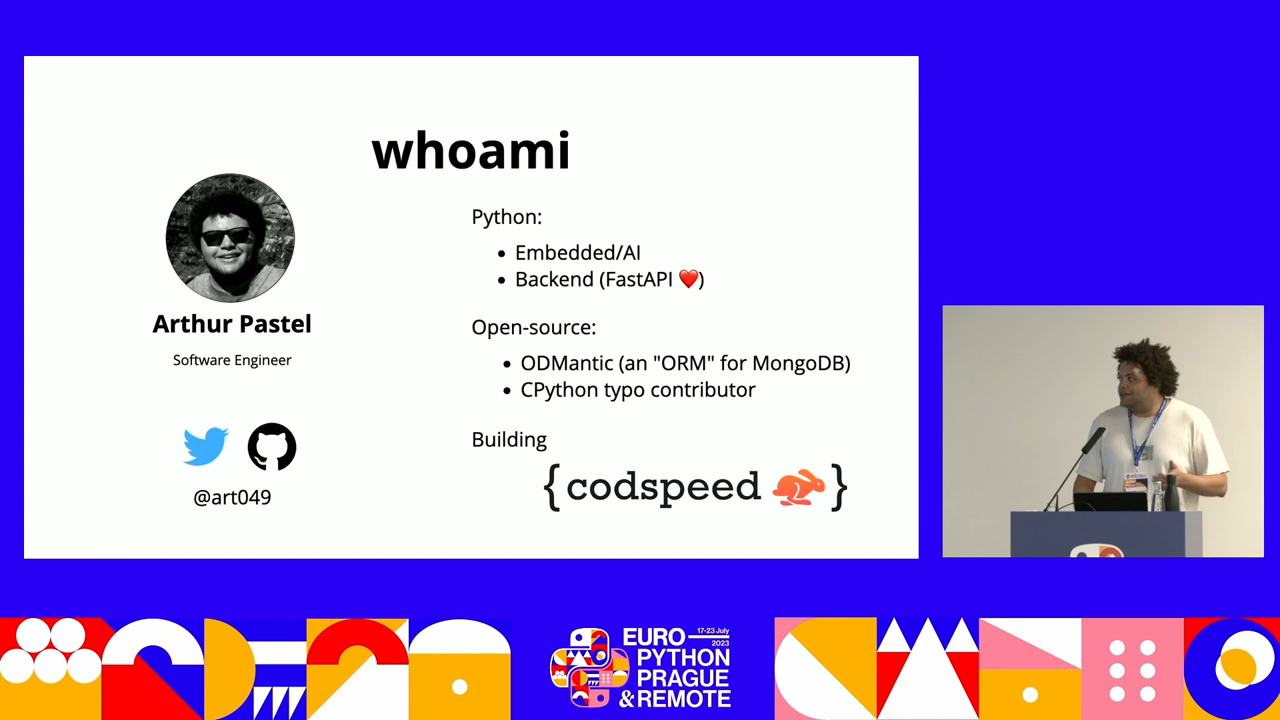 whoami
Arthur Pastel
Software Engineer
@art049
Python:
Embedded/AI
Backend (FastAPI ❤️)
Open-source:
ODMantic (an "ORM" for MongoDB)
CPython typo contributor
Building
{codspeed}
17-23 July
2023
EURO
PYTHON
PRAGUE
&REMOTE